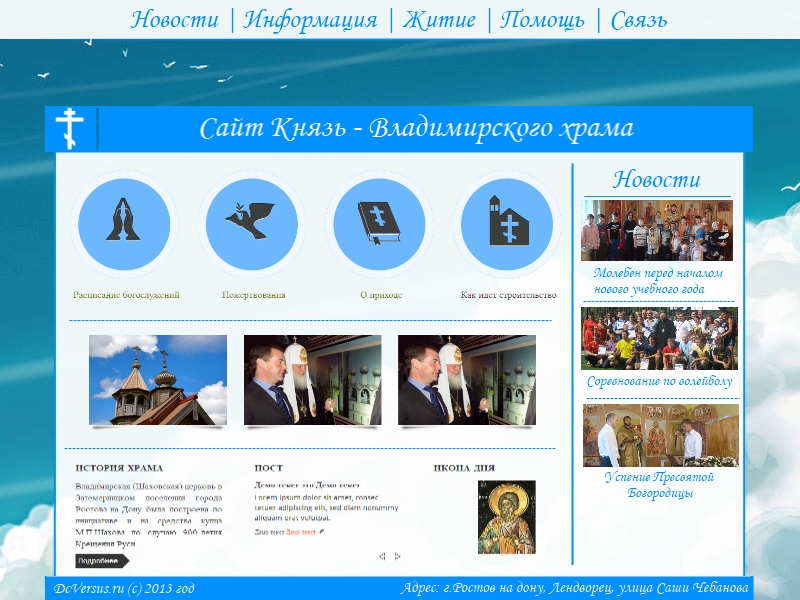 Новости | Информация | Житие | Помощь | Связь
Сайт Князь - Владимирского храма
Расписание богослужений
Пожертвования
О приходе
Как идет строительство
Новости
Молебен перед началом
нового учебного года
Соревнование по волейболу
Успение Пресвятой
Богородицы
ИСТОРИЯ ХРАМА
Владимирская (Шаховская) церковь в
Затемерницком поселении города
Ростова на Дону была построена по
инициативе и на средства купца
М.П.Шахова по случаю 900-летия
Крещения Руси
Подробнее
ПОСТ
Демо текст это Демо текст
Lorem ipsum dolor sit amet, consec
setuer adipiscing elit, sed diam nonummy
aliquam erat volutpat.
Демо текст Демо текст
ИКОНА ДНЯ
DcVersus.ru (c) 2013 год
Адрес: г.Ростов на дону, Лендворец, улица Саши Чебанова